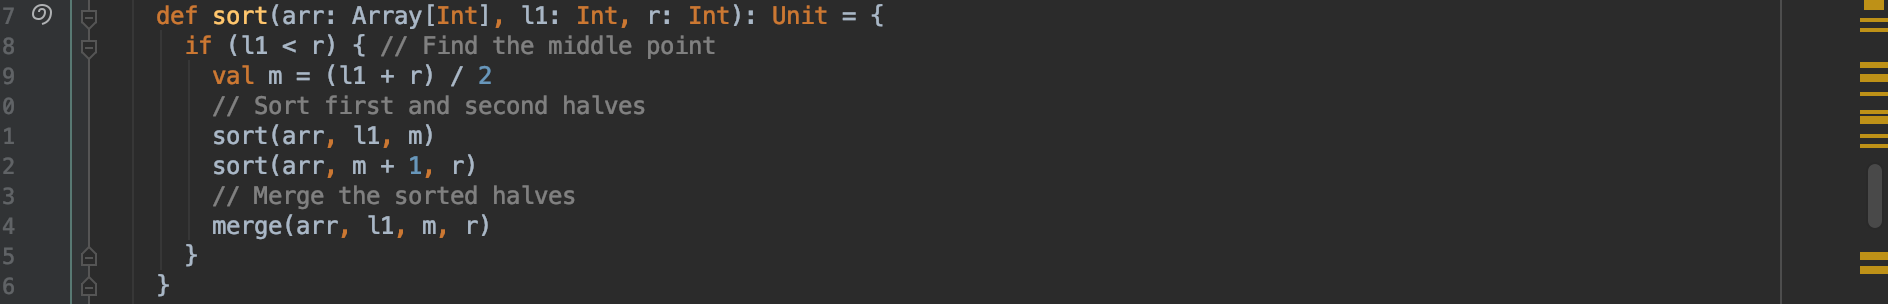 7 def sort(arr: Array[Int], l1: Int, r: Int): Unit = {
8 if (l1 < r) { // Find the middle point
9 val m = (l1 + r) / 2
0 // Sort first and second halves
1 sort(arr, l1, m)
2 sort(arr, m + 1, r)
3 // Merge the sorted halves
4 merge(arr, l1, m, r)
5 }
6 }